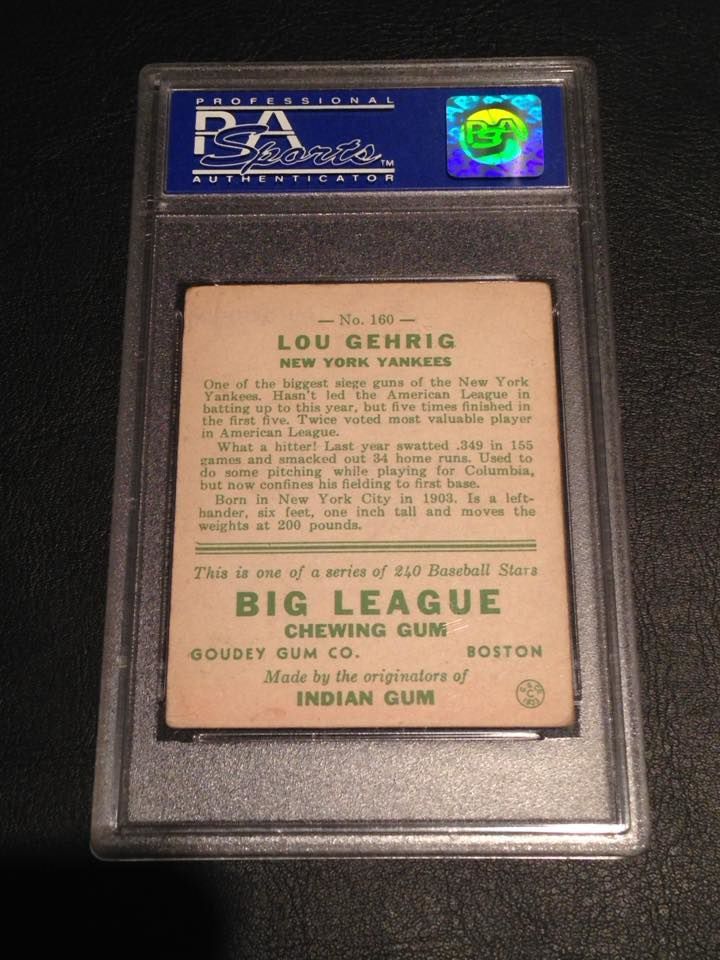 PROFESSIONAL
PSA
Sports
TM
AUTHENTICATOR
PSA
— No. 160 —
LOU GEHRIG
NEW YORK YANKEES
One of the biggest siege guns of the New York
Yankees. Hasn't led the American League in
batting up to this year, but five times finished in
the first five. Twice voted most valuable player
in American League.
What a hitter! Last year swatted .349 in 155
games and smacked out 34 home runs. Used to
do some pitching while playing for Columbia,
but now confines his fielding to first base.
Born in New York City in 1903. Is a left-
hander, six feet, one inch tall and moves the
weights at 200 pounds.
This is one of a series of 240 Baseball Stars
BIG LEAGUE
CHEWING GUM
GOUDEY GUM CO. BOSTON
Made by the originators of
INDIAN GUM
C